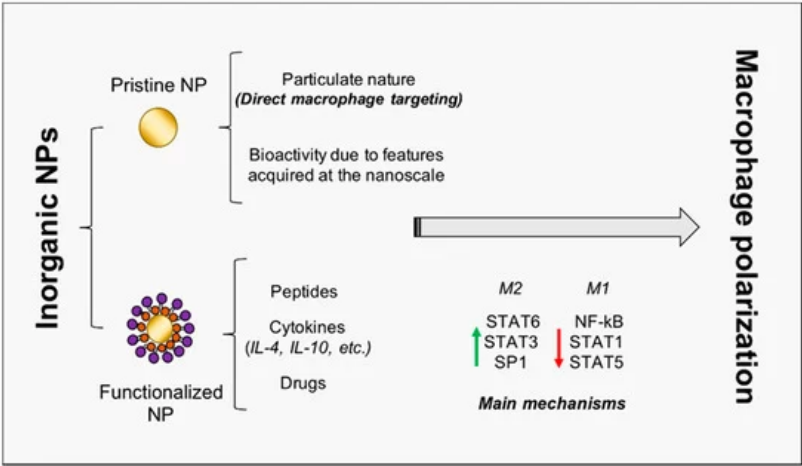 Inorganic NPs
Pristine NP
Particulate nature
(Direct macrophage targeting)
Bioactivity due to features
acquired at the nanoscale
Functionalized
NP
Peptides
Cytokines
(IL-4, IL-10, etc.)
Drugs
M2 M1
STAT6 NF-kB
STAT3 STAT1
SP1 STAT5
Main mechanisms
Macrophage polarization